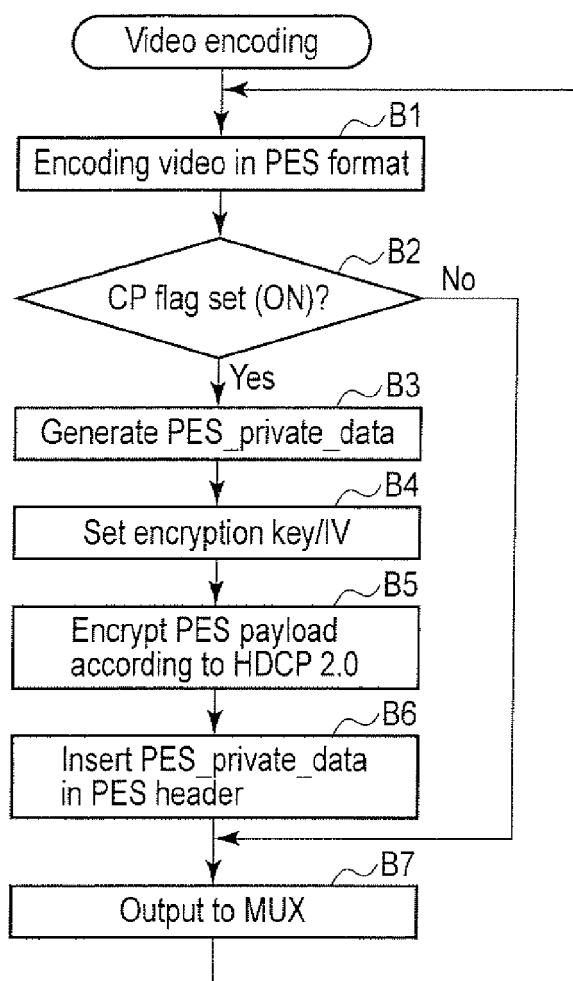 Video encoding
B1
Encoding video in PES format
B2
CP flag set (ON)?
No
Yes
B3
Generate PES_private_data
B4
Set encryption key/IV
B5
Encrypt PES payload
according to HDCP 2.0
B6
Insert PES_private_data
in PES header
B7
Output to MUX